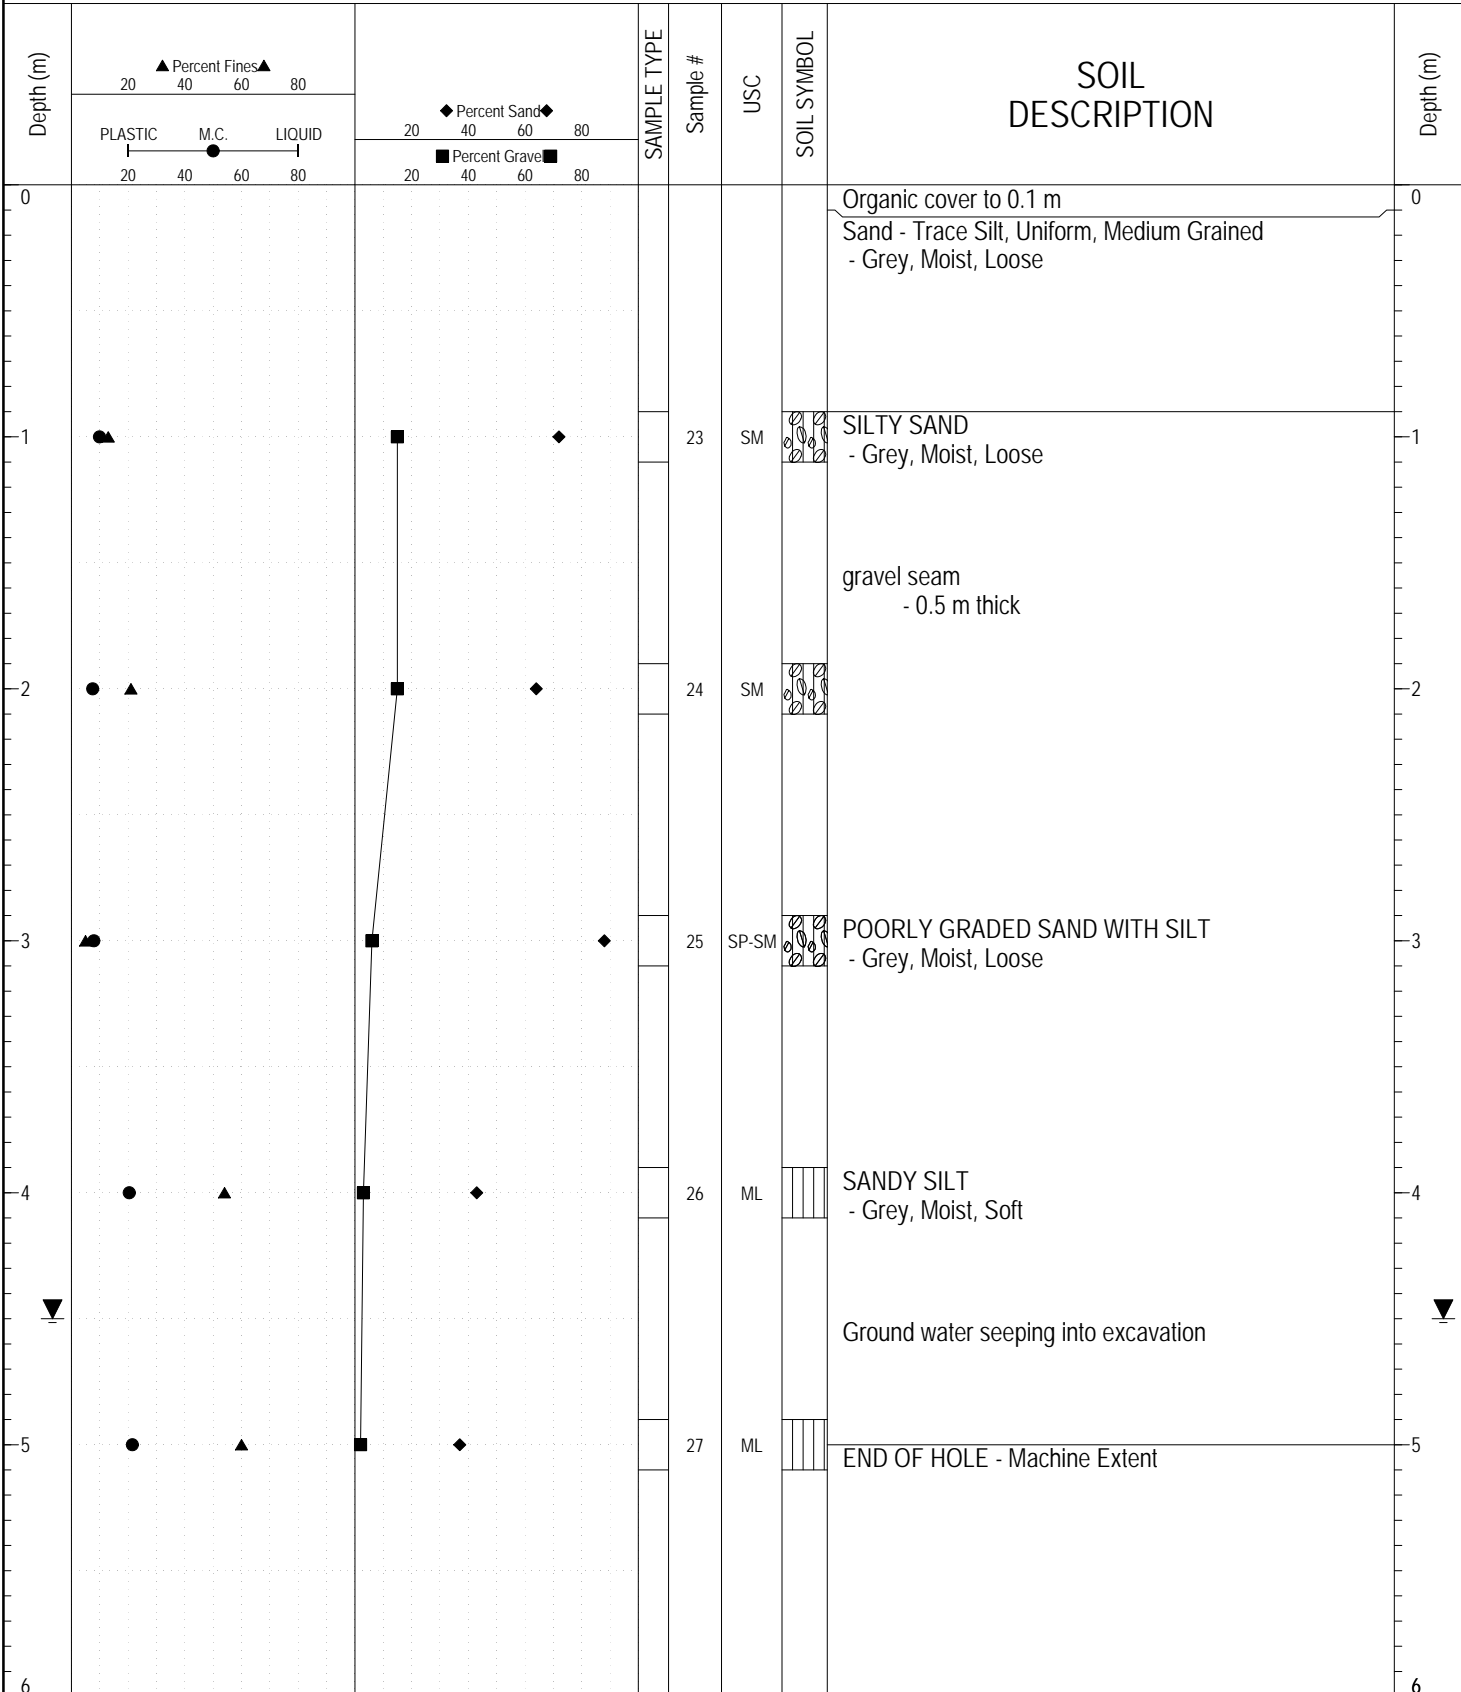 Depth (m)
▲ Percent Fines ▲
20 40 60 80
PLASTIC M.C. LIQUID
20 40 60 80
◆ Percent Sand ◆
20 40 60 80
■ Percent Gravel ■
20 40 60 80
SAMPLE TYPE
Sample #
USC
SOIL SYMBOL
SOIL
DESCRIPTION
Depth (m)
0 Organic cover to 0.1 m 0
Sand - Trace Silt, Uniform, Medium Grained
- Grey, Moist, Loose
1 23 SM SILTY SAND 1
- Grey, Moist, Loose
gravel seam
- 0.5 m thick
2 24 SM 2
3 25 SP-SM POORLY GRADED SAND WITH SILT 3
- Grey, Moist, Loose
4 26 ML SANDY SILT 4
- Grey, Moist, Soft
Ground water seeping into excavation
5 27 ML 5
END OF HOLE - Machine Extent
6 6